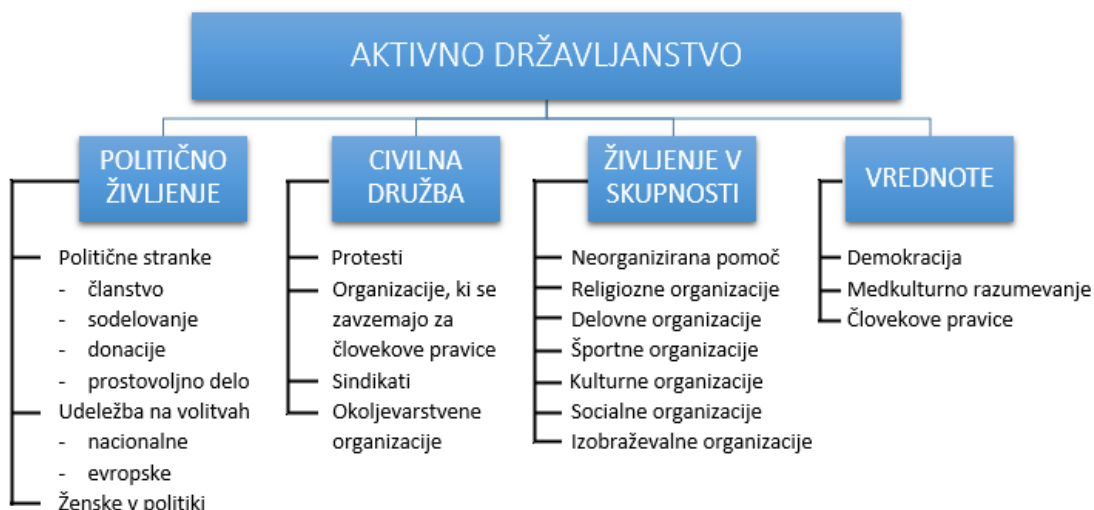 AKTIVNO DRŽAVLJANSTVO
POLITIČNO
ŽIVLJENJE
Politične stranke
- članstvo
- sodelovanje
- donacije
- prostovoljno delo
Udeležba na volitvah
- nacionalne
- evropske
Ženske v politiki
CIVILNA
DRUŽBA
Protesti
Organizacije, ki se
zavzemajo za
človekove pravice
Sindikati
Okoljevarstvene
organizacije
ŽIVLJENJE V
SKUPNOSTI
Neorganizirana pomoč
Religiozne organizacije
Delovne organizacije
Športne organizacije
Kulturne organizacije
Socialne organizacije
Izobraževalne organizacije
VREDNOTE
Demokracija
Medkulturno razumevanje
Človekove pravice